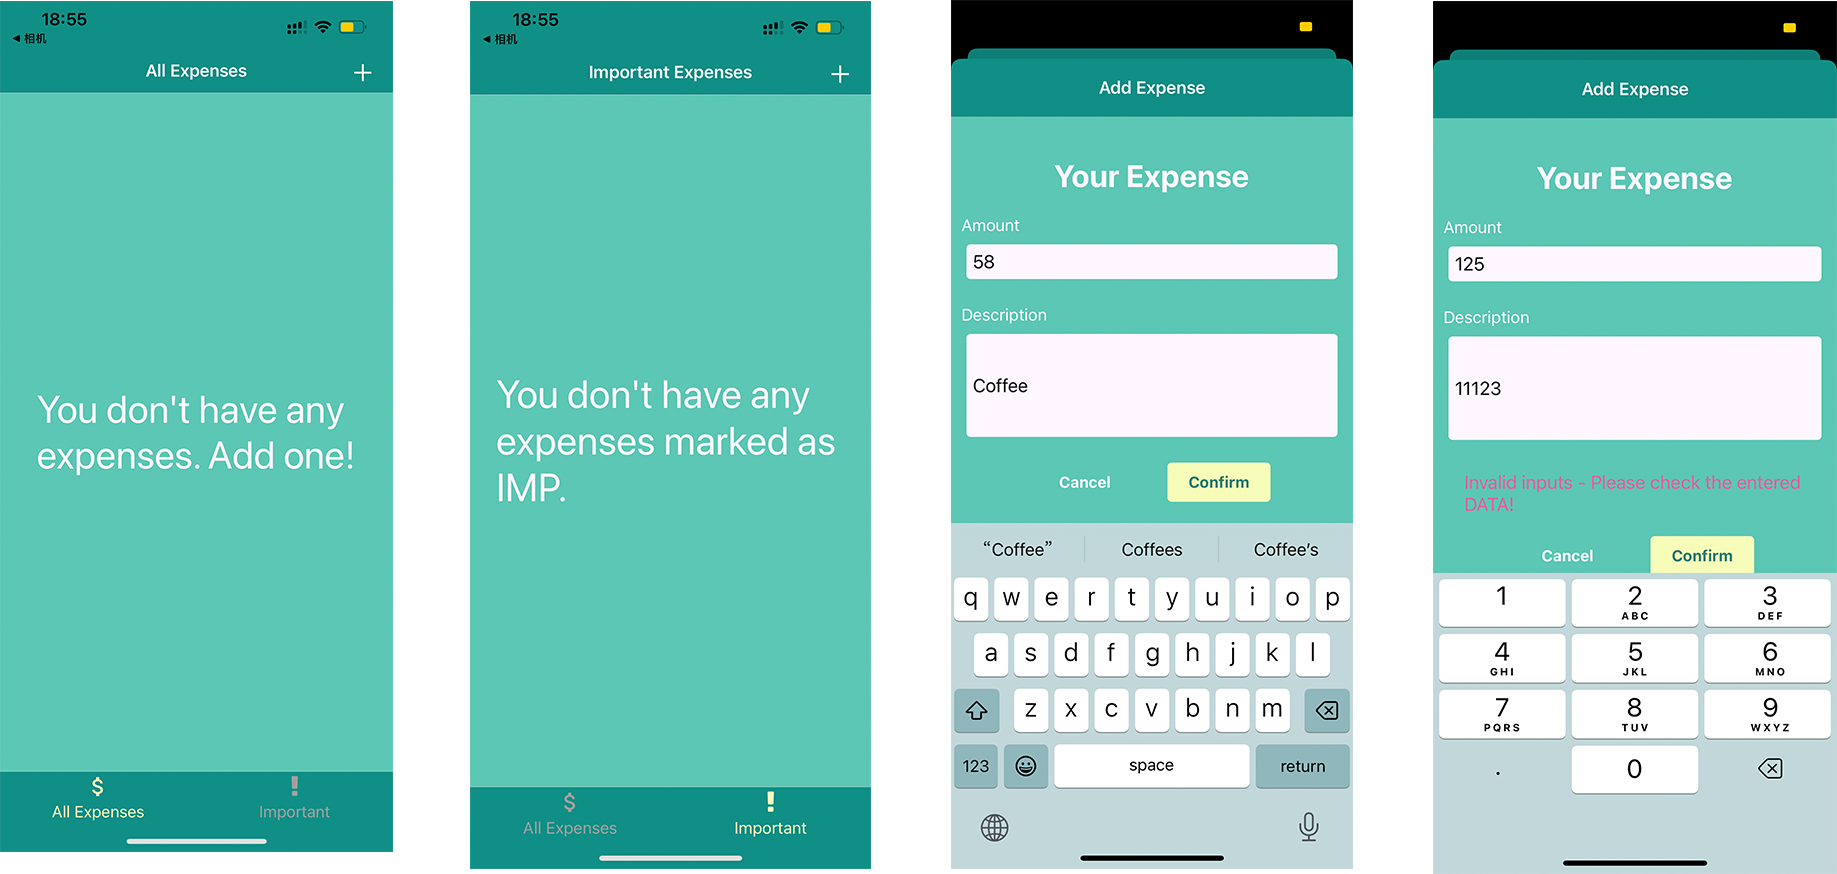 18:55
◀ 相机
All Expenses
+
You don't have any
expenses. Add one!
$
All Expenses
!
Important
18:55
◀ 相机
Important Expenses
+
You don't have any
expenses marked as
IMP.
$
All Expenses
!
Important
Add Expense
Your Expense
Amount
58
Description
Coffee
Cancel Confirm
“Coffee” Coffees Coffee’s
q w e r t y u i o p
a s d f g h j k l
z x c v b n m
123 space return
Add Expense
Your Expense
Amount
125
Description
11123
Invalid inputs - Please check the entered
DATA!
Cancel Confirm
1 2 3
ABC DEF
4 5 6
GHI JKL MNO
7 8 9
PQRS TUV WXYZ
. 0